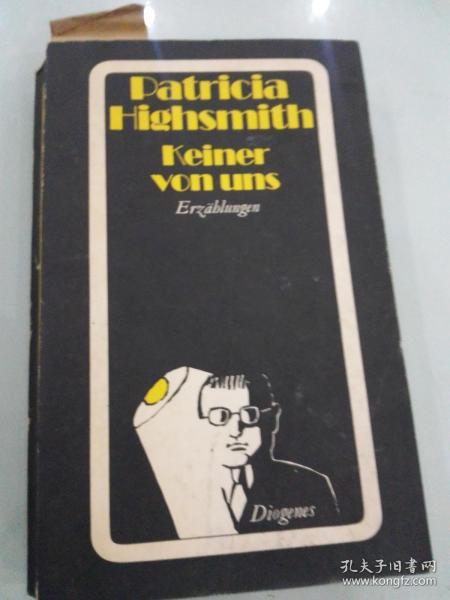 Patricia
Highsmith
Keiner
von uns
Erzählungen
Diogenes
孔夫子旧书网
www.kongfz.com